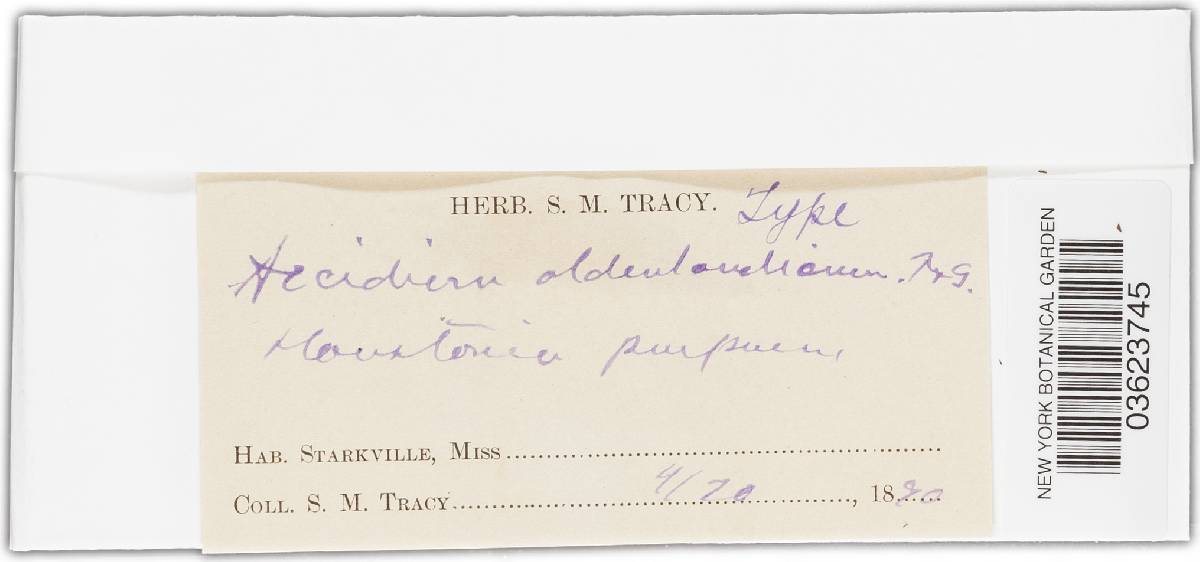 HERB. S. M. TRACY. Type
Aecidium oldenlandianum. T&G.
Houstonia purpurea,
HAB. STARKVILLE, MISS
COLL. S. M. TRACY 4/20, 1890
NEW YORK BOTANICAL GARDEN
03623745